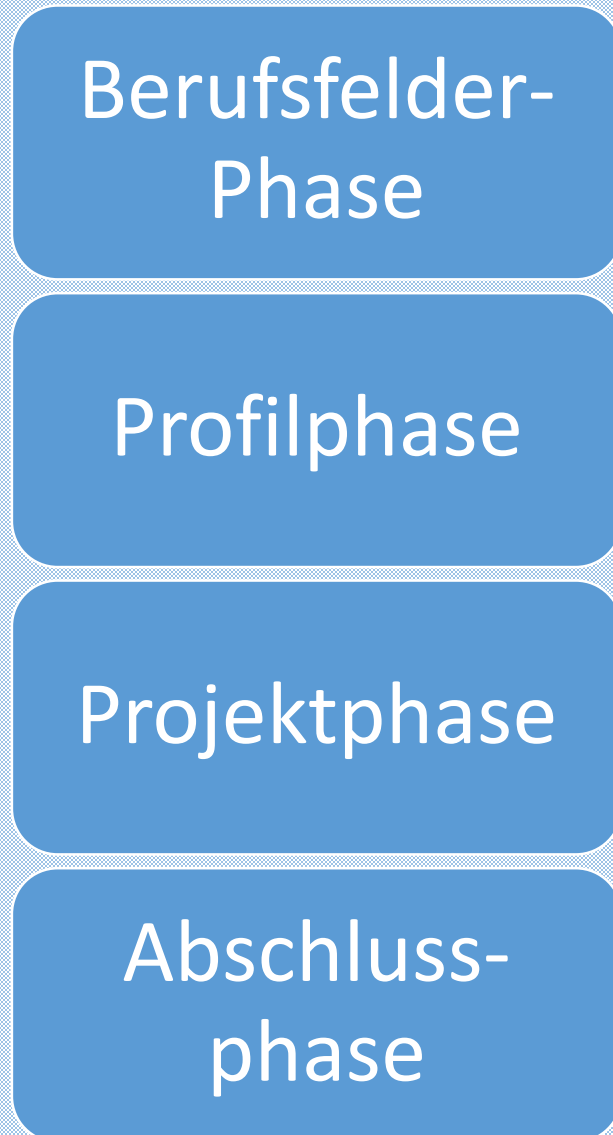 Berufsfelder-
Phase
Profilphase
Projektphase
Abschluss-
phase